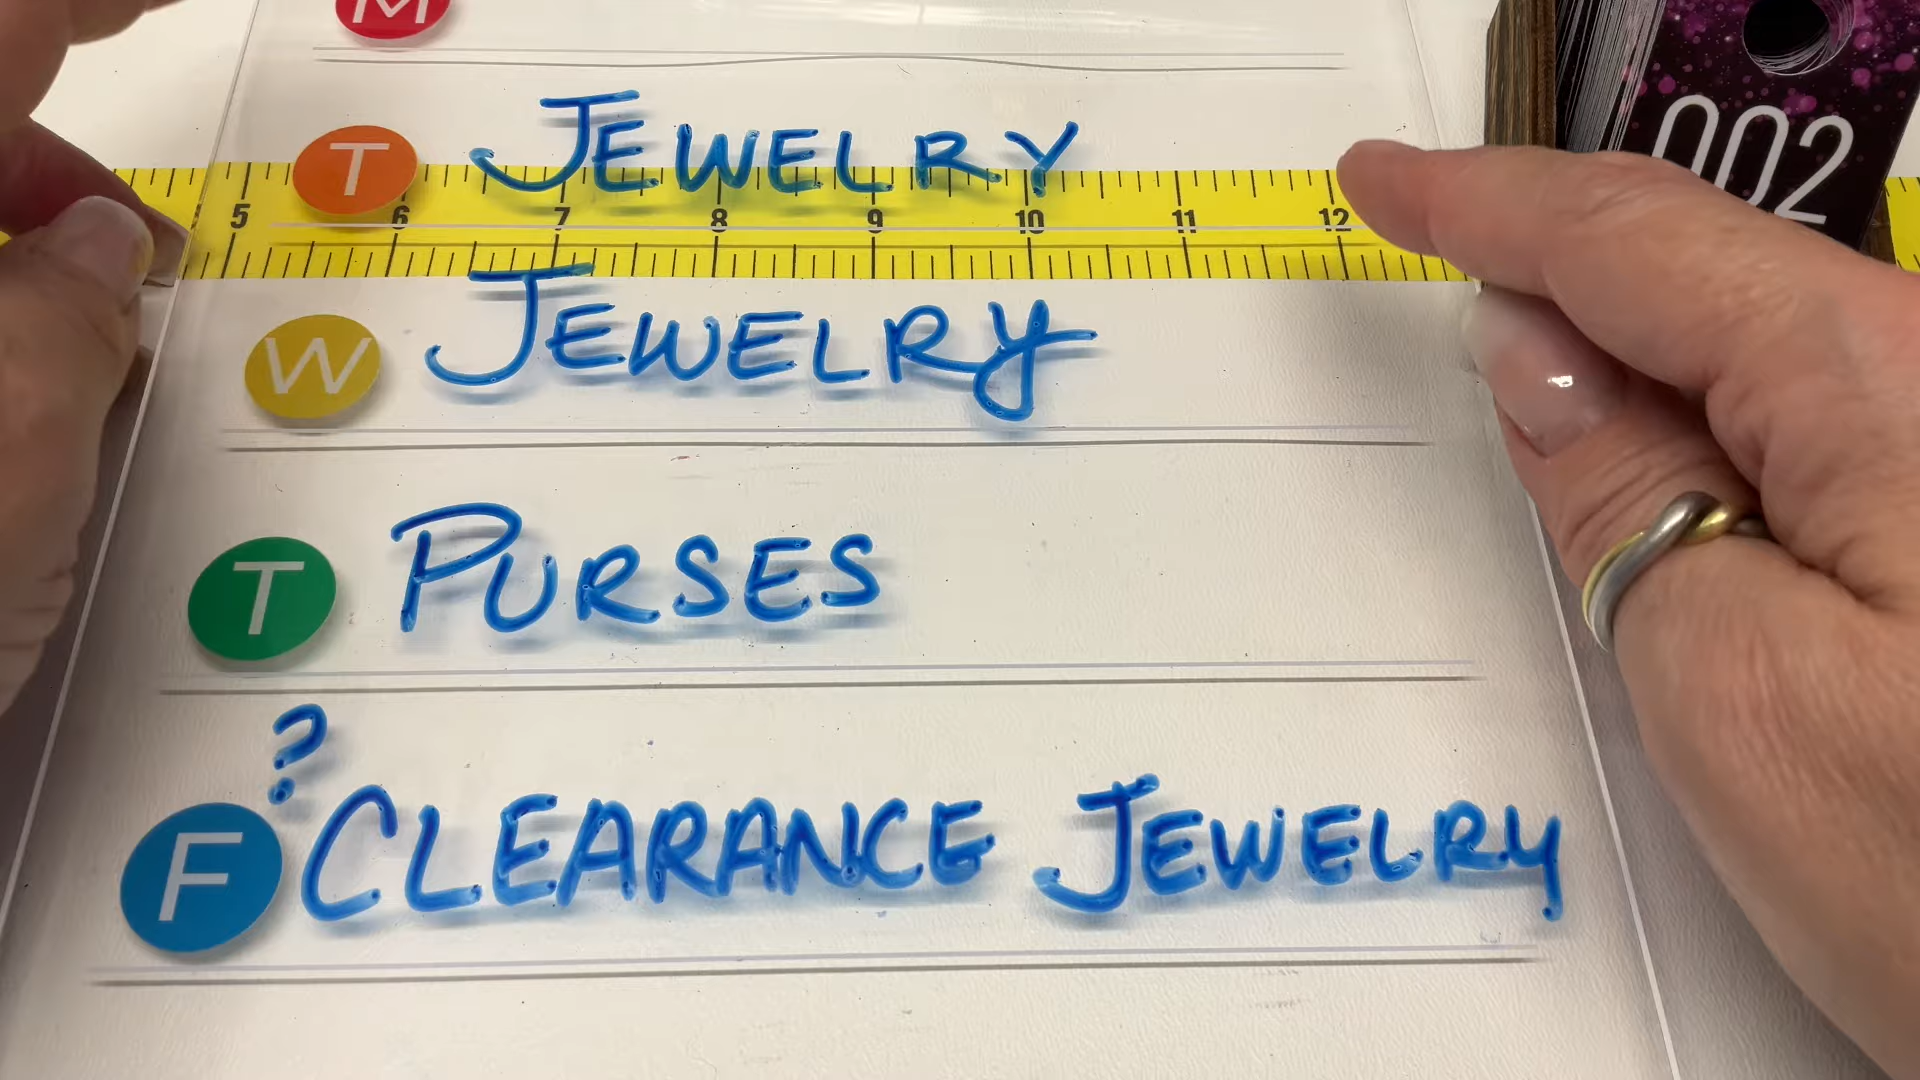 M
T JEWELRY
5 6 7 8 9 10 11 12
W JEWELRY
T PURSES
?
F CLEARANCE JEWELRY
002